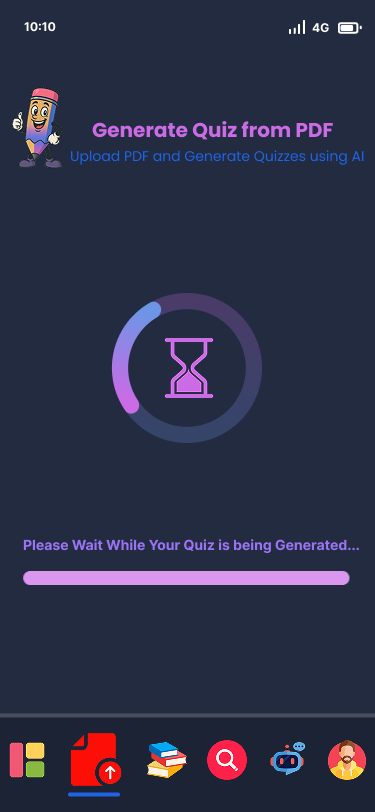 10:10
4G
Generate Quiz from PDF
Upload PDF and Generate Quizzes using AI
Please Wait While Your Quiz is being Generated...